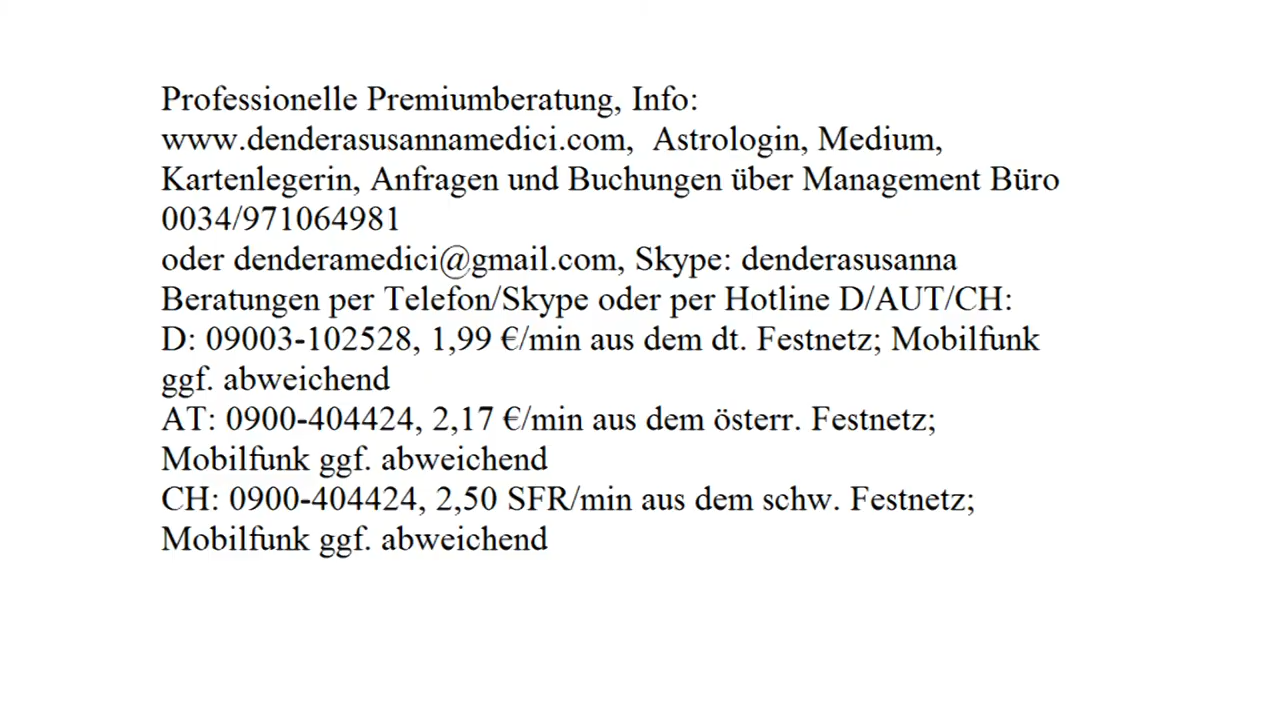 Professionelle Premiumberatung, Info:
www.denderasusannamedici.com,  Astrologin, Medium,
Kartenlegerin, Anfragen und Buchungen über Management Büro
0034/971064981
oder denderamedici@gmail.com, Skype: denderasusanna
Beratungen per Telefon/Skype oder per Hotline D/AUT/CH:
D: 09003-102528, 1,99 €/min aus dem dt. Festnetz; Mobilfunk
ggf. abweichend
AT: 0900-404424, 2,17 €/min aus dem österr. Festnetz;
Mobilfunk ggf. abweichend
CH: 0900-404424, 2,50 SFR/min aus dem schw. Festnetz;
Mobilfunk ggf. abweichend